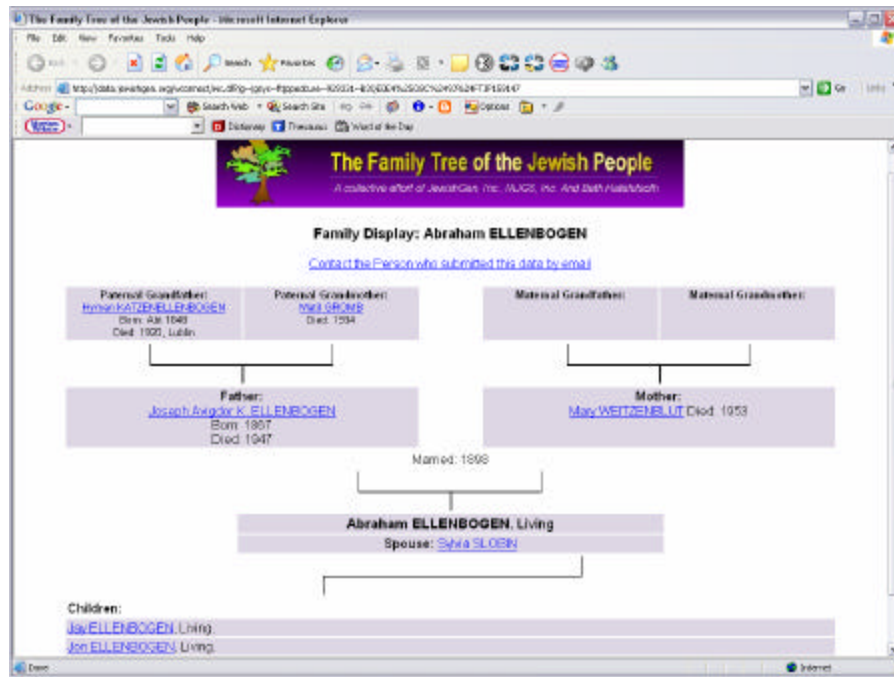 The Family Tree of the Jewish People - Microsoft Internet Explorer
File Edit View Favorites Tools Help
Search Favorites
Address
Go Links
Google - Search Web Search Site Options
Dictionary Thesaurus Word of the Day
The Family Tree of the Jewish People
A collective effort of JewishGen, Inc., IAJGS, Inc. And Beth Hatefutsoth
Family Display: Abraham ELLENBOGEN
Contact the Person who submitted this data by email
Paternal Grandfather: Paternal Grandmother: Maternal Grandfather: Maternal Grandmother:
Hyman KATZENELLENBOGEN
Born: Abt 1848
Lublin
GROMB
Father: Mother:
Joseph Avigdor K. ELLENBOGEN Mary WEITZENBLUT Died: 1953
Born: 1867
Died: 1947
Married: 1898
Abraham ELLENBOGEN, Living
Spouse: Sylvia SLOBIN
Children:
Jay ELLENBOGEN, Living.
Jon ELLENBOGEN, Living.
Done Internet